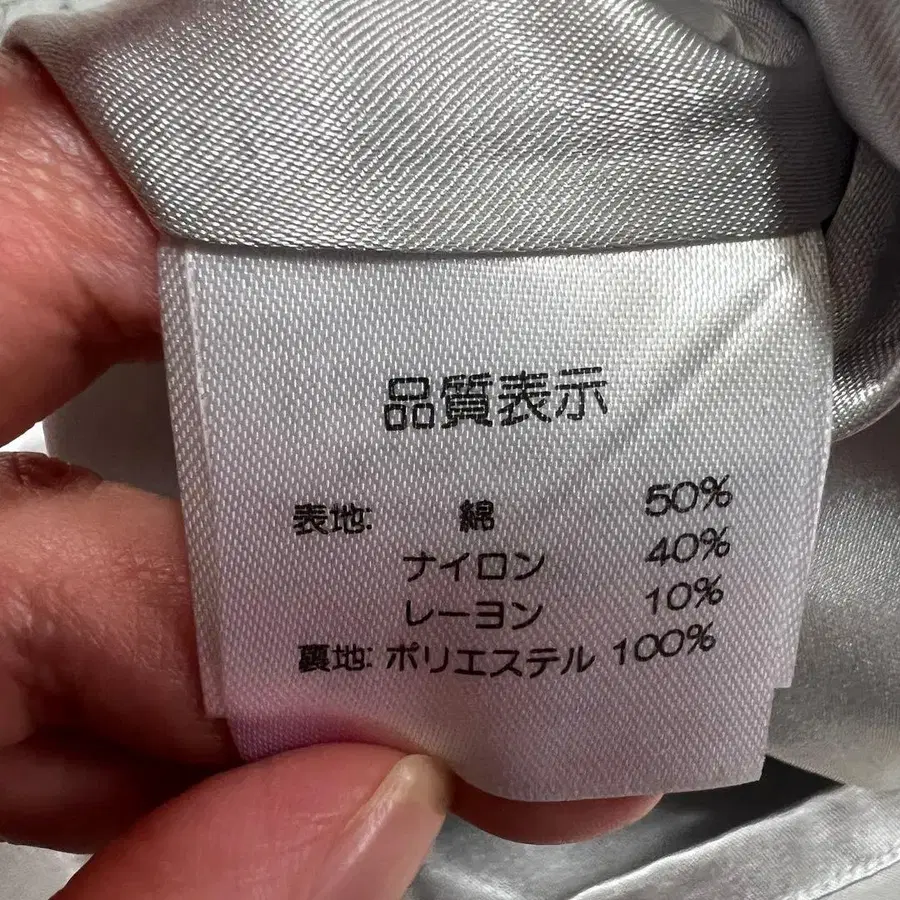 品質表示
表地: 綿 50%
ナイロン 40%
レーヨン 10%
裏地: ポリエステル 100%